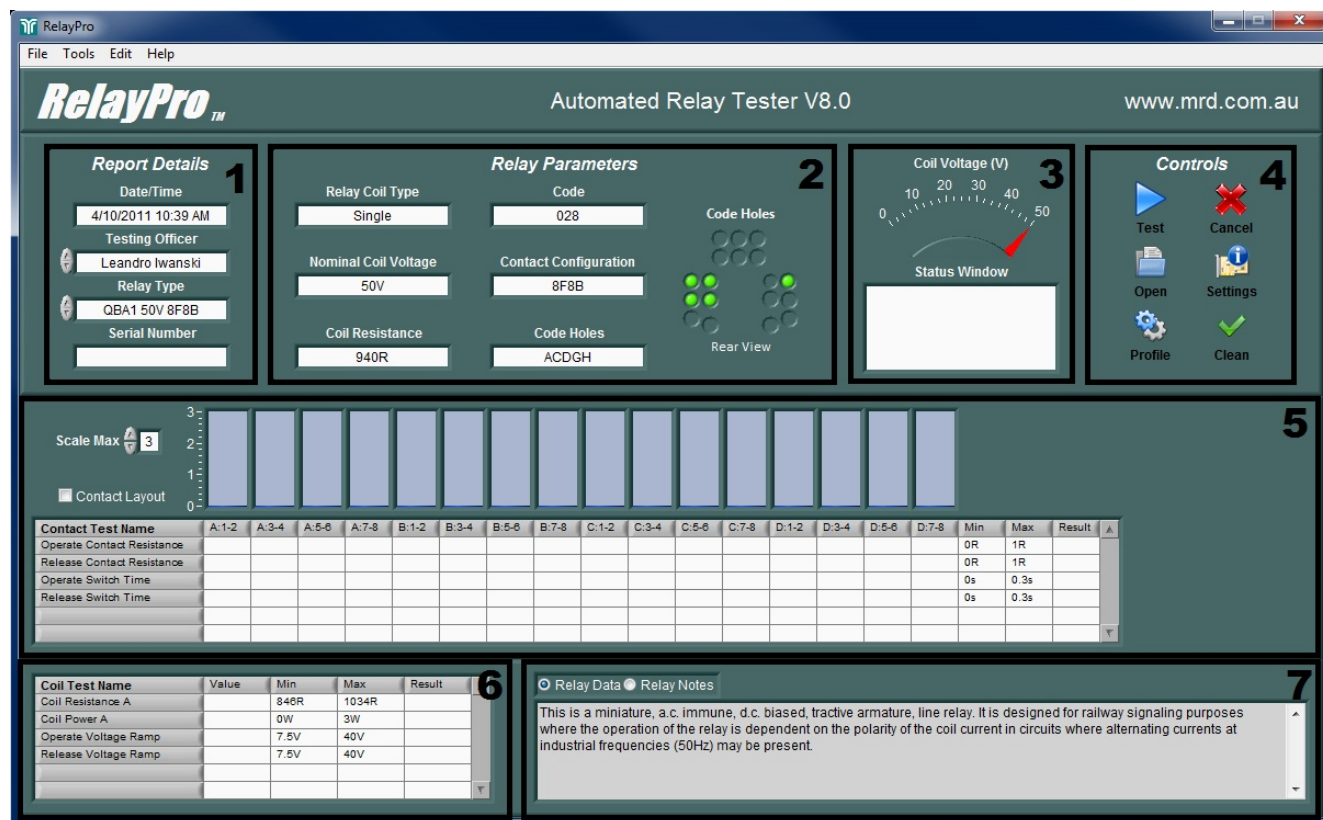 RelayPro
File Tools Edit Help
RelayPro TM
Automated Relay Tester V8.0
www.mrd.com.au
Report Details
1
Date/Time
4/10/2011 10:39 AM
Testing Officer
Leandro Iwanski
Relay Type
QBA1 50V 8F8B
Serial Number
Relay Parameters
2
Relay Coil Type
Single
Code
028
Nominal Coil Voltage
50V
Contact Configuration
8F8B
Coil Resistance
940R
Code Holes
ACDGH
Code Holes
Rear View
Coil Voltage (V)
3
0 10 20 30 40 50
Status Window
Controls
4
Test Cancel
Open Settings
Profile Clean
5
Scale Max 3
3
2
1
0
Contact Layout
Contact Test Name A:1-2 A:3-4 A:5-6 A:7-8 B:1-2 B:3-4 B:5-6 B:7-8 C:1-2 C:3-4 C:5-6 C:7-8 D:1-2 D:3-4 D:5-6 D:7-8 Min Max Result
Operate Contact Resistance 0R 1R
Release Contact Resistance 0R 1R
Operate Switch Time 0s 0.3s
Release Switch Time 0s 0.3s
6
Coil Test Name Value Min Max Result
Coil Resistance A 846R 1034R
Coil Power A 0W 3W
Operate Voltage Ramp 7.5V 40V
Release Voltage Ramp 7.5V 40V
7
Relay Data Relay Notes
This is a miniature, a.c. immune, d.c. biased, tractive armature, line relay. It is designed for railway signaling purposes
where the operation of the relay is dependent on the polarity of the coil current in circuits where alternating currents at
industrial frequencies (50Hz) may be present.